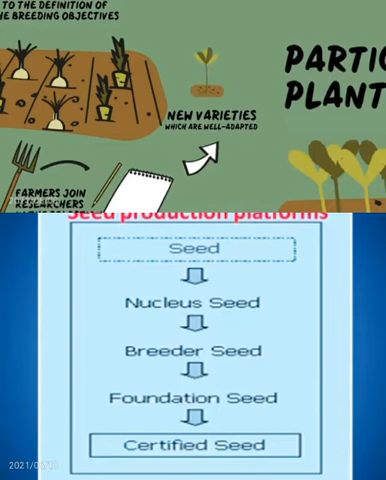 TO THE DEFINITION OF
HE BREEDING OBJECTIVES
PARTIC
PLANT
NEW VARIETIES
WHICH ARE WELL-ADAPTED
FARMERS JOIN
RESEARCHERS
Seed production platforms
Seed
Nucleus Seed
Breeder Seed
Foundation Seed
Certified Seed